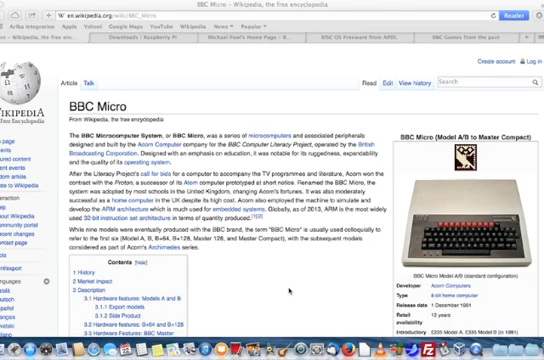 BBC Micro – Wikipedia, the free encyclopedia
en.wikipedia.org/wiki/BBC_Micro
Reader
Apple Yahoo! Google Maps YouTube Wikipedia News Popular
Downloads | Raspberry Pi
RISC OS Freeware from APDL
BBC Games From the past
Create account Log in
Article Talk
Read Edit View history
Search
WIKIPEDIA
Free Encyclopedia
BBC Micro
From Wikipedia, the free encyclopedia
The BBC Microcomputer System, or BBC Micro, was a series of microcomputers and associated peripherals
designed and built by the Acorn Computer company for the BBC Computer Literacy Project, operated by the British
Broadcasting Corporation. Designed with an emphasis on education, it was notable for its ruggedness, expandability
and the quality of its operating system.
After the Literacy Project's call for bids for a computer to accompany the TV programmes and literature, Acorn won the
contract with the Proton, a successor of its Atom computer prototyped at short notice. Renamed the BBC Micro, the
system was adopted by most schools in the United Kingdom, changing Acorn's fortunes. It was also moderately
successful as a home computer in the UK despite its high cost. Acorn also employed the machine to simulate and
develop the ARM architecture which is used for embedded systems. Globally, as of 2013, ARM is the most widely
used 32-bit instruction set architecture in terms of quantity produced.
While nine models were eventually produced with the BBC brand, the term "BBC Micro" is usually used colloquially to
refer to the first six (Model A, B, B+64, B+128, Master 128, and Master Compact), with the subsequent models
considered as part of Acorn's Archimedes series.
Contents [hide]
1 History
2 Market impact
3 Description
3.1 Hardware features: Models A and B
3.1.1 Export models
3.1.2 Side Product
3.2 Hardware features: B+64 and B+128
3.3 Hardware features: BBC Master
BBC Micro (Model A/B to Master Compact)
BBC Micro Model A/B (standard configuration)
Developer Acorn Computers
Type 8-bit home computer
Release date 1 December 1981
Retail availability 12 years
Introductory £235 Model A, £335 Model B (in 1981)